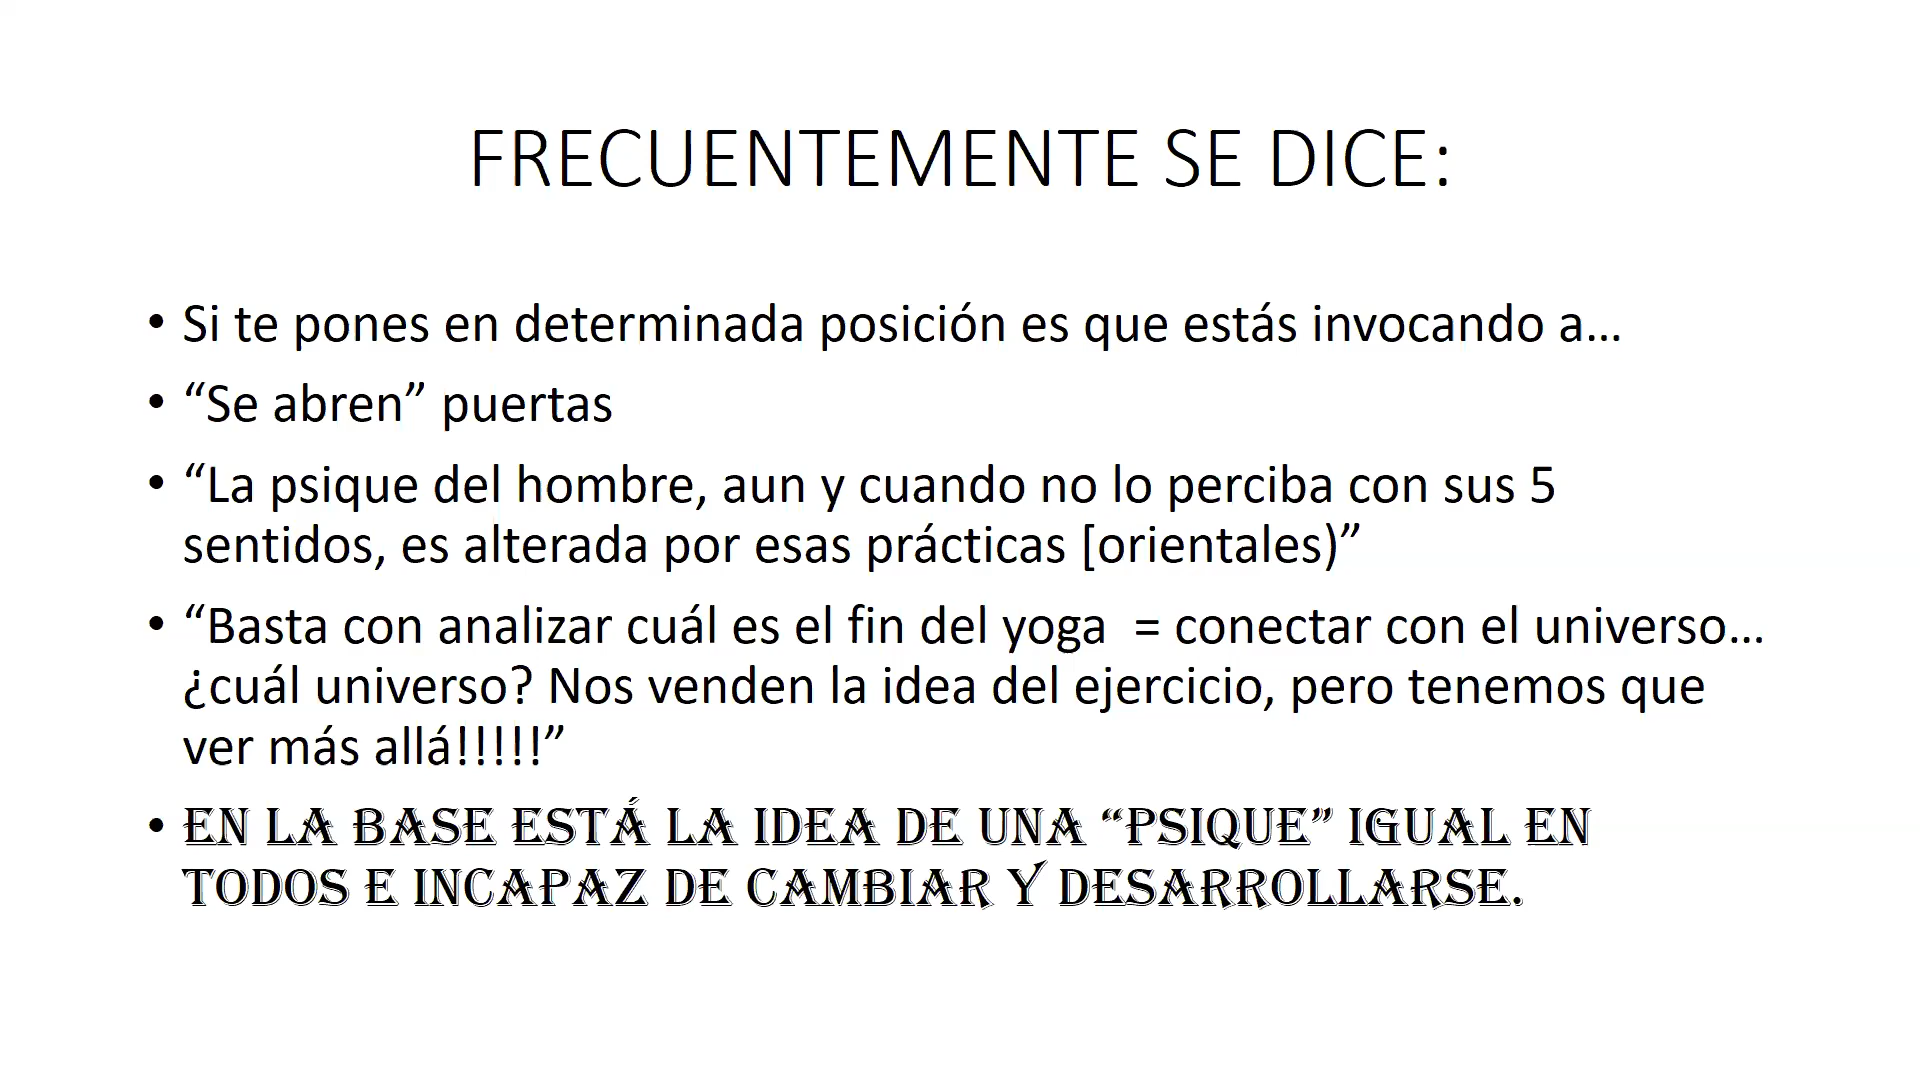 FRECUENTEMENTE SE DICE:
• Si te pones en determinada posición es que estás invocando a...
• “Se abren” puertas
• “La psique del hombre, aun y cuando no lo perciba con sus 5
sentidos, es alterada por esas prácticas [orientales)”
• “Basta con analizar cuál es el fin del yoga  = conectar con el universo...
¿cuál universo? Nos venden la idea del ejercicio, pero tenemos que
ver más allá!!!!!”
• EN LA BASE ESTÁ LA IDEA DE UNA “PSIQUE” IGUAL EN
TODOS E INCAPAZ DE CAMBIAR Y DESARROLLARSE.